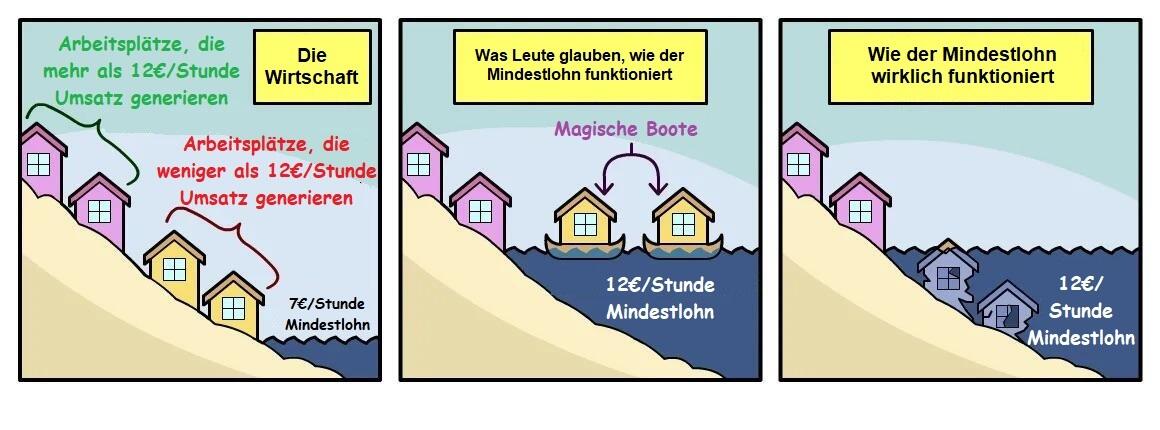 Arbeitsplätze, die
mehr als 12€/Stunde
Umsatz generieren
Die
Wirtschaft
Arbeitsplätze, die
weniger als 12€/Stunde
Umsatz generieren
7€/Stunde
Mindestlohn
Was Leute glauben, wie der
Mindestlohn funktioniert
Magische Boote
12€/Stunde
Mindestlohn
Wie der Mindestlohn
wirklich funktioniert
12€/
Stunde
Mindestlohn